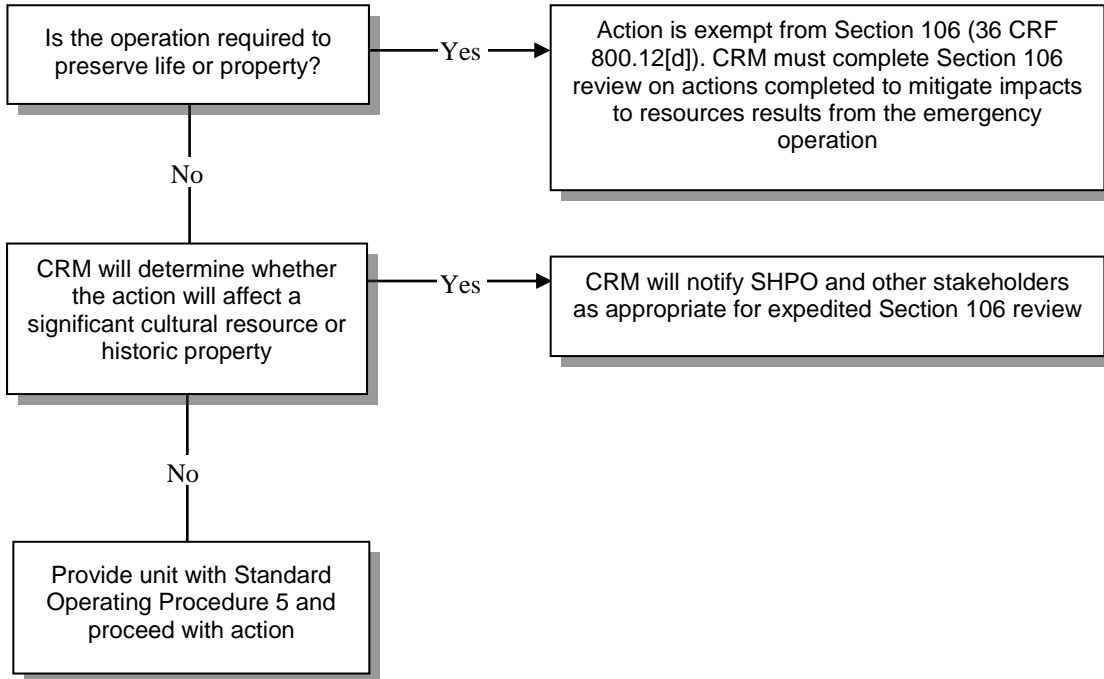 Is the operation required to
preserve life or property?
Yes
Action is exempt from Section 106 (36 CRF
800.12[d]). CRM must complete Section 106
review on actions completed to mitigate impacts
to resources results from the emergency
operation
No
CRM will determine whether
the action will affect a
significant cultural resource or
historic property
Yes
CRM will notify SHPO and other stakeholders
as appropriate for expedited Section 106 review
No
Provide unit with Standard
Operating Procedure 5 and
proceed with action